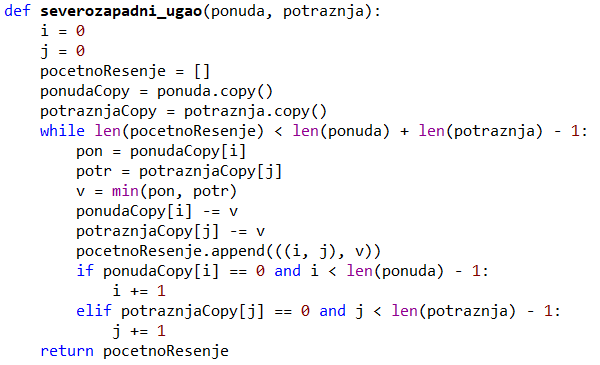 def severozapadni_ugao(ponuda, potraznja):
    i = 0
    j = 0
    pocetnoResenje = []
    ponudaCopy = ponuda.copy()
    potraznjaCopy = potraznja.copy()
    while len(pocetnoResenje) < len(ponuda) + len(potraznja) - 1:
        pon = ponudaCopy[i]
        potr = potraznjaCopy[j]
        v = min(pon, potr)
        ponudaCopy[i] -= v
        potraznjaCopy[j] -= v
        pocetnoResenje.append(((i, j), v))
        if ponudaCopy[i] == 0 and i < len(ponuda) - 1:
            i += 1
        elif potraznjaCopy[j] == 0 and j < len(potraznja) - 1:
            j += 1
    return pocetnoResenje